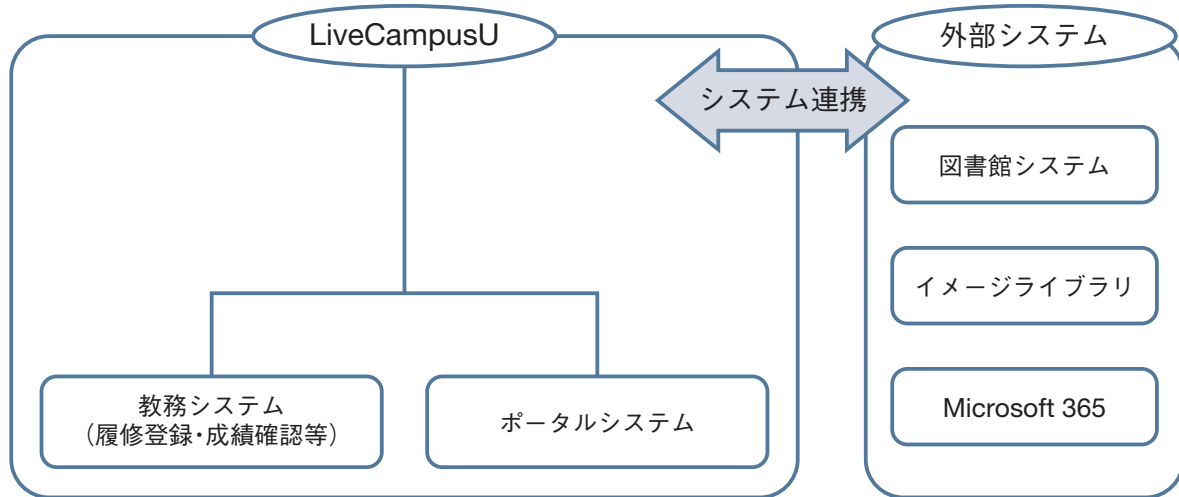 LiveCampusU
外部システム
システム連携
図書館システム
イメージライブラリ
Microsoft 365
教務システム
（履修登録・成績確認等）
ポータルシステム